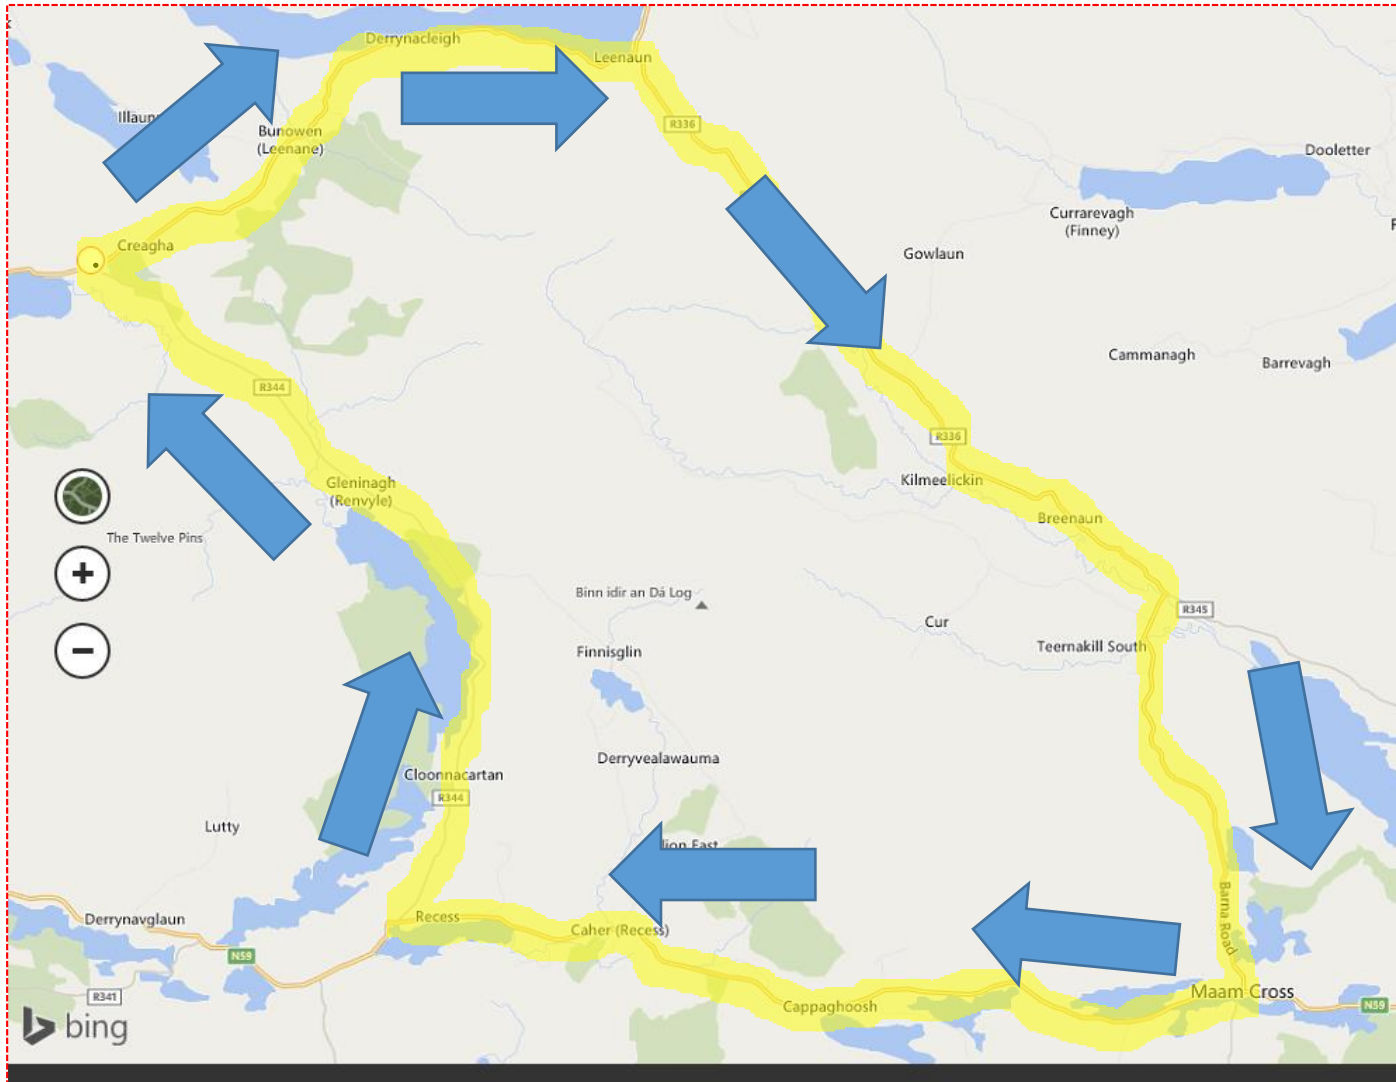 Derrynacleigh
Leenaun
Bunowen
(Leenane)
R336
Dooletter
Currarevagh
(Finney)
Creagha
Gowlaun
Cammanagh
Barrevagh
R344
R336
Kilmeelickin
Gleninagh
(Renvyle)
Breenaun
The Twelve Pins
+
Binn idir an Dá Log
R345
Cur
−
Teernakill South
Finnisglin
Derryvealawauma
Cloonnacartan
R344
Lutty
East
Barna Road
Recess
Derrynavglaun
Caher (Recess)
N59
R341
Maam Cross
Cappaghoosh
N59
bing